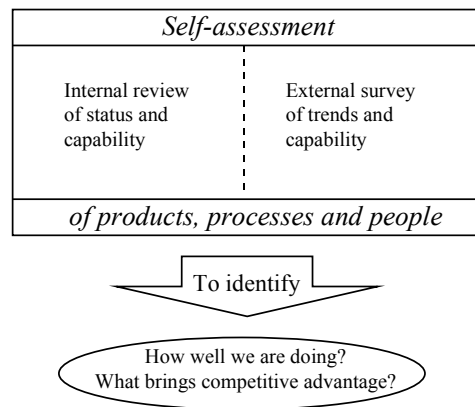 Self-assessment
Internal review
of status and
capability
External survey
of trends and
capability
of products, processes and people
To identify
How well we are doing?
What brings competitive advantage?